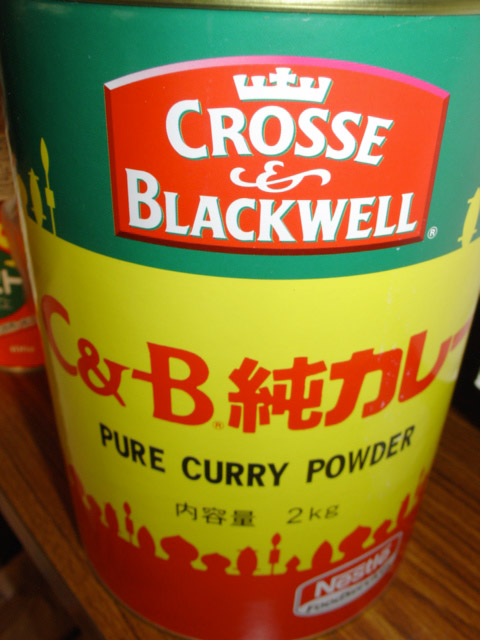 CROSSE
&
BLACKWELL®
C&B®純カレー
PURE CURRY POWDER
内容量 2kg
Nestlé